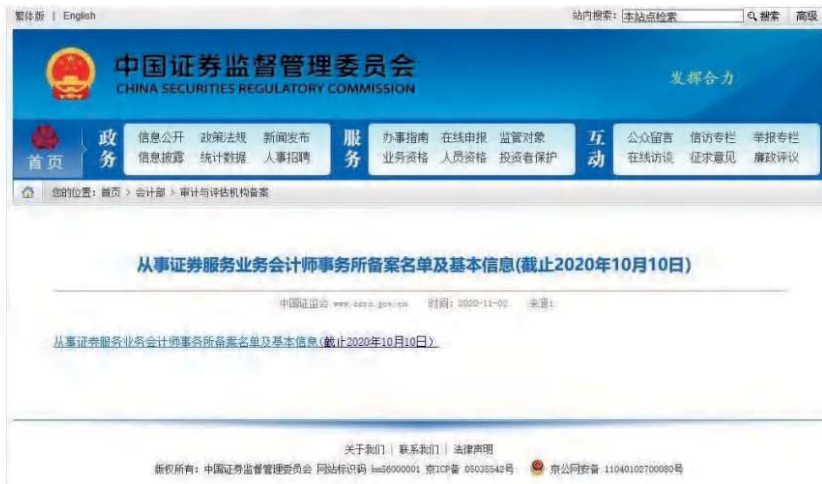 繁体版 | English 站内搜索: 本站点检索 搜索 高级
中国证券监督管理委员会
CHINA SECURITIES REGULATORY COMMISSION
发挥合力
首页 政务 信息公开 政策法规 新闻发布 服务 办事指南 在线申报 监管对象 互动 公众留言 信访专栏 举报专栏
信息披露 统计数据 人事招聘 业务资格 人员资格 投资者保护 在线访谈 征求意见 廉政评议
您的位置: 首页 > 会计部 > 审计与评估机构备案
从事证券服务业务会计师事务所备案名单及基本信息(截止2020年10月10日)
中国证监会 www.csrc.gov.cn 时间: 2020-11-02 来源:
从事证券服务业务会计师事务所备案名单及基本信息(截止2020年10月10日)
关于我们 | 联系我们 | 法律声明
版权所有: 中国证券监督管理委员会 网站标识码 bm56000001 京ICP备 05035542号 京公网安备 11040102700080号